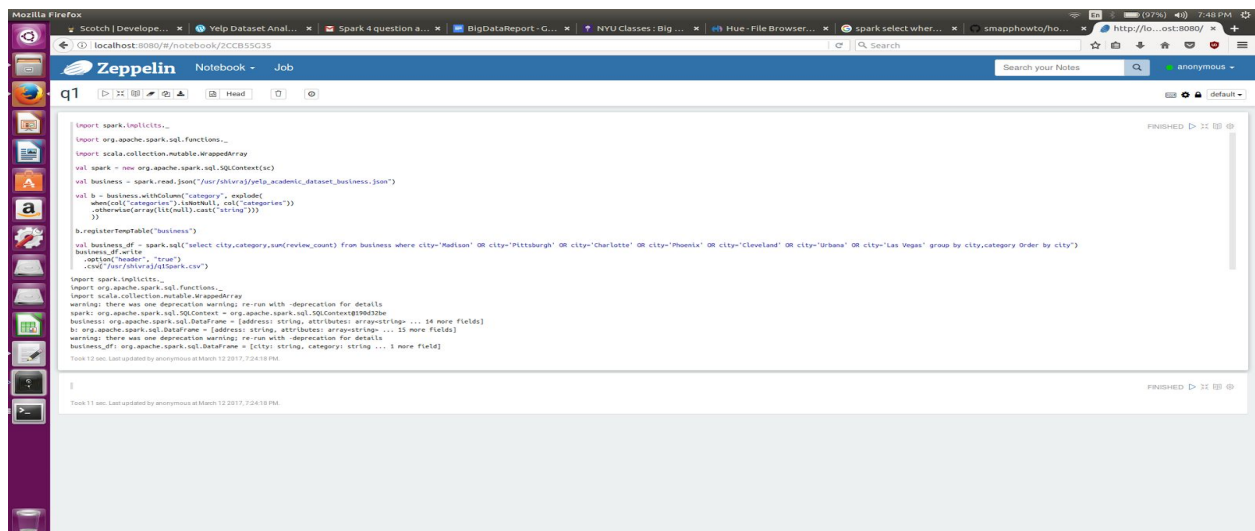 Mozilla Firefox
En (97%) 7:48 PM
Scotch | Develope... × Yelp Dataset Anal... × Spark 4 question a... × BigDataReport - G... × NYU Classes : Big ... × Hue - File Browser... × spark select wher... × smapphowto/ho... × http://lo...ost:8080/ × +
localhost:8080/#/notebook/2CCBSSG35
Search
Zeppelin Notebook Job Search your Notes anonymous
q1 Head default
import spark.implicits._
FINISHED
import org.apache.spark.sql.functions._
import scala.collection.mutable.WrappedArray
val spark = new org.apache.spark.sql.SQLContext(sc)
val business = spark.read.json("/usr/shivraj/yelp_academic_dataset_business.json")
val b = business.withColumn("category", explode(
when(col("categories").isNotNull, col("categories"))
.otherwise(array(lit(null).cast("string")))
))
b.registerTempTable("business")
val business_df = spark.sql("select city,category,sum(review_count) from business where city='Madison' OR city='Pittsburgh' OR city='Charlotte' OR city='Phoenix' OR city='Cleveland' OR city='Urbana' OR city='Las Vegas' group by city,category Order by city")
business_df.write
.option("header", "true")
.csv("/usr/shivraj/q1Spark.csv")
import spark.implicits._
import org.apache.spark.sql.functions._
import scala.collection.mutable.WrappedArray
warning: there was one deprecation warning; re-run with -deprecation for details
spark: org.apache.spark.sql.SQLContext = org.apache.spark.sql.SQLContext@190d32be
business: org.apache.spark.sql.DataFrame = [address: string, attributes: array<string> ... 14 more fields]
b: org.apache.spark.sql.DataFrame = [address: string, attributes: array<string> ... 15 more fields]
warning: there was one deprecation warning; re-run with -deprecation for details
business_df: org.apache.spark.sql.DataFrame = [city: string, category: string ... 1 more field]
Took 12 sec. Last updated by anonymous at March 12 2017, 7:24:18 PM.
FINISHED
Took 11 sec. Last updated by anonymous at March 12 2017, 7:24:18 PM.